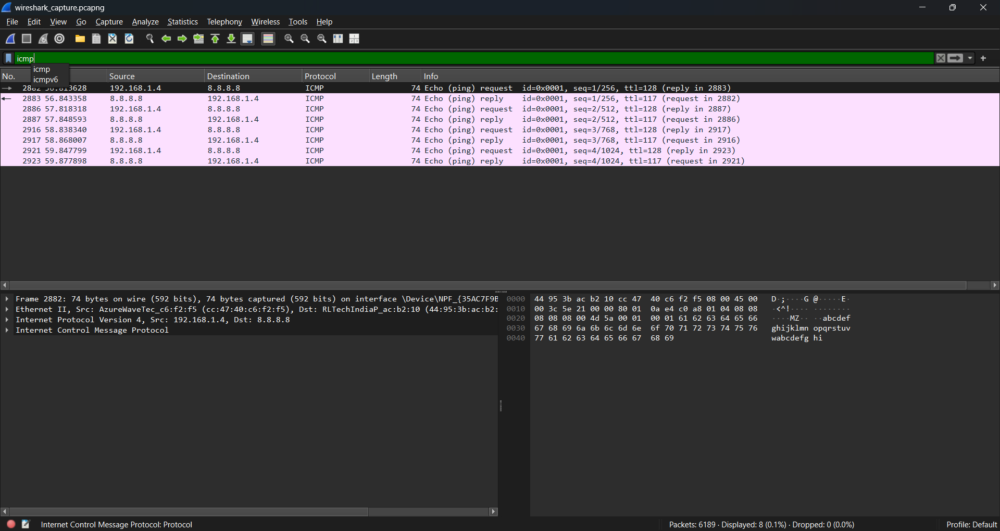 wireshark_capture.pcapng
File Edit View Go Capture Analyze Statistics Telephony Wireless Tools Help
icmp
icmp
icmpv6
No. Source Destination Protocol Length Info
192.168.1.4 8.8.8.8 ICMP 74 Echo (ping) request id=0x0001, seq=1/256, ttl=128 (reply in 2883)
2883 56.843358 8.8.8.8 192.168.1.4 ICMP 74 Echo (ping) reply id=0x0001, seq=1/256, ttl=117 (request in 2882)
2886 57.818318 192.168.1.4 8.8.8.8 ICMP 74 Echo (ping) request id=0x0001, seq=2/512, ttl=128 (reply in 2887)
2887 57.848593 8.8.8.8 192.168.1.4 ICMP 74 Echo (ping) reply id=0x0001, seq=2/512, ttl=117 (request in 2886)
2916 58.838340 192.168.1.4 8.8.8.8 ICMP 74 Echo (ping) request id=0x0001, seq=3/768, ttl=128 (reply in 2917)
2917 58.868007 8.8.8.8 192.168.1.4 ICMP 74 Echo (ping) reply id=0x0001, seq=3/768, ttl=117 (request in 2916)
2921 59.847799 192.168.1.4 8.8.8.8 ICMP 74 Echo (ping) request id=0x0001, seq=4/1024, ttl=128 (reply in 2923)
2923 59.877898 8.8.8.8 192.168.1.4 ICMP 74 Echo (ping) reply id=0x0001, seq=4/1024, ttl=117 (request in 2921)
Frame 2882: 74 bytes on wire (592 bits), 74 bytes captured (592 bits) on interface \Device\NPF_{35AC7F9B
Ethernet II, Src: AzureWaveTec_c6:f2:f5 (cc:47:40:c6:f2:f5), Dst: RLTechIndiaP_ac:b2:10 (44:95:3b:ac:b2:
Internet Protocol Version 4, Src: 192.168.1.4, Dst: 8.8.8.8
Internet Control Message Protocol
0000 44 95 3b ac b2 10 cc 47 40 c6 f2 f5 08 00 45 00 D·;····G @·····E·
0010 00 3c 5e 21 00 00 80 01 0a e4 c0 a8 01 04 08 08 ·<^!···· ········
0020 08 08 08 00 4d 5a 00 01 00 01 61 62 63 64 65 66 ····MZ·· ··abcdef
0030 67 68 69 6a 6b 6c 6d 6e 6f 70 71 72 73 74 75 76 ghijklmn opqrstuv
0040 77 61 62 63 64 65 66 67 68 69 wabcdefg hi
Internet Control Message Protocol: Protocol
Packets: 6189 · Displayed: 8 (0.1%) · Dropped: 0 (0.0%)
Profile: Default